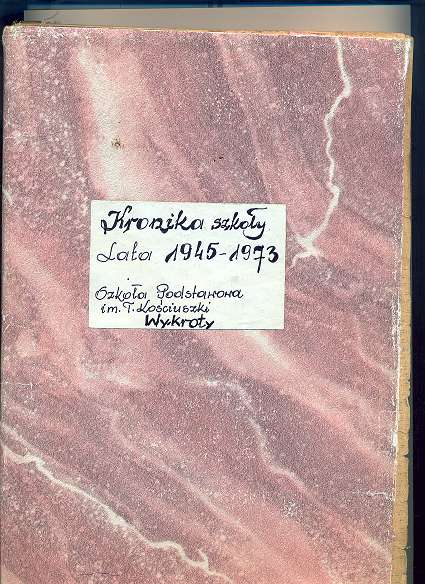 Kronika szkoły
Lata 1945-1973
Szkoła Podstawowa
im. T. Kościuszki
Wykroty